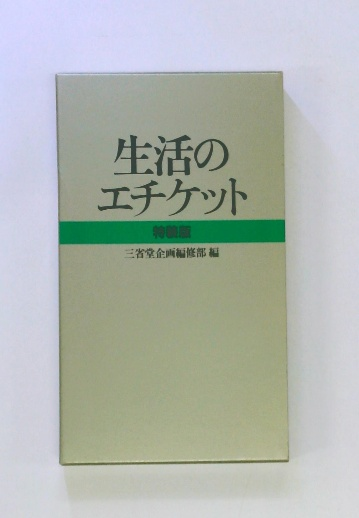 生活の
エチケット
特装版
三省堂企画編修部 編